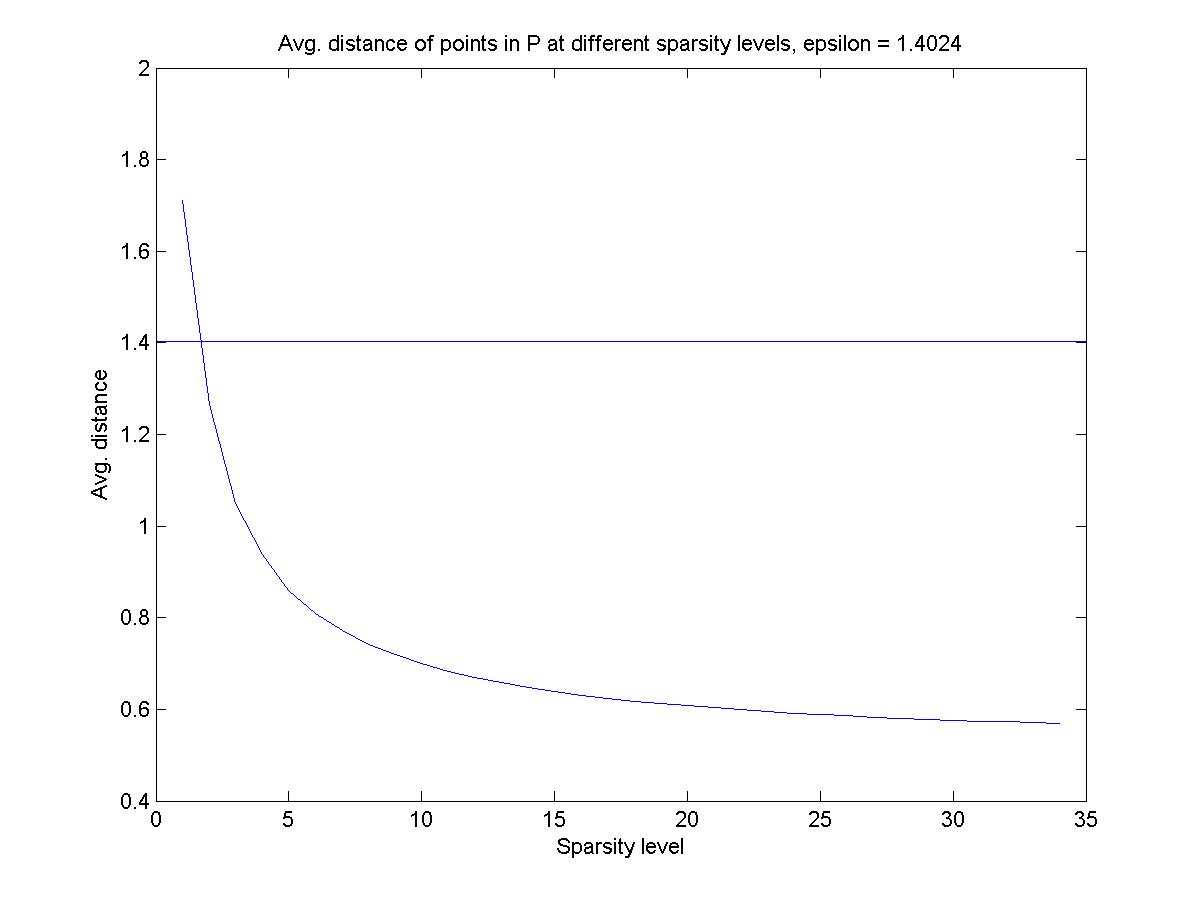 Avg. distance of points in P at different sparsity levels, epsilon = 1.4024
2
1.8
1.6
1.4
1.2
1
0.8
0.6
0.4
Avg. distance
0 5 10 15 20 25 30 35
Sparsity level